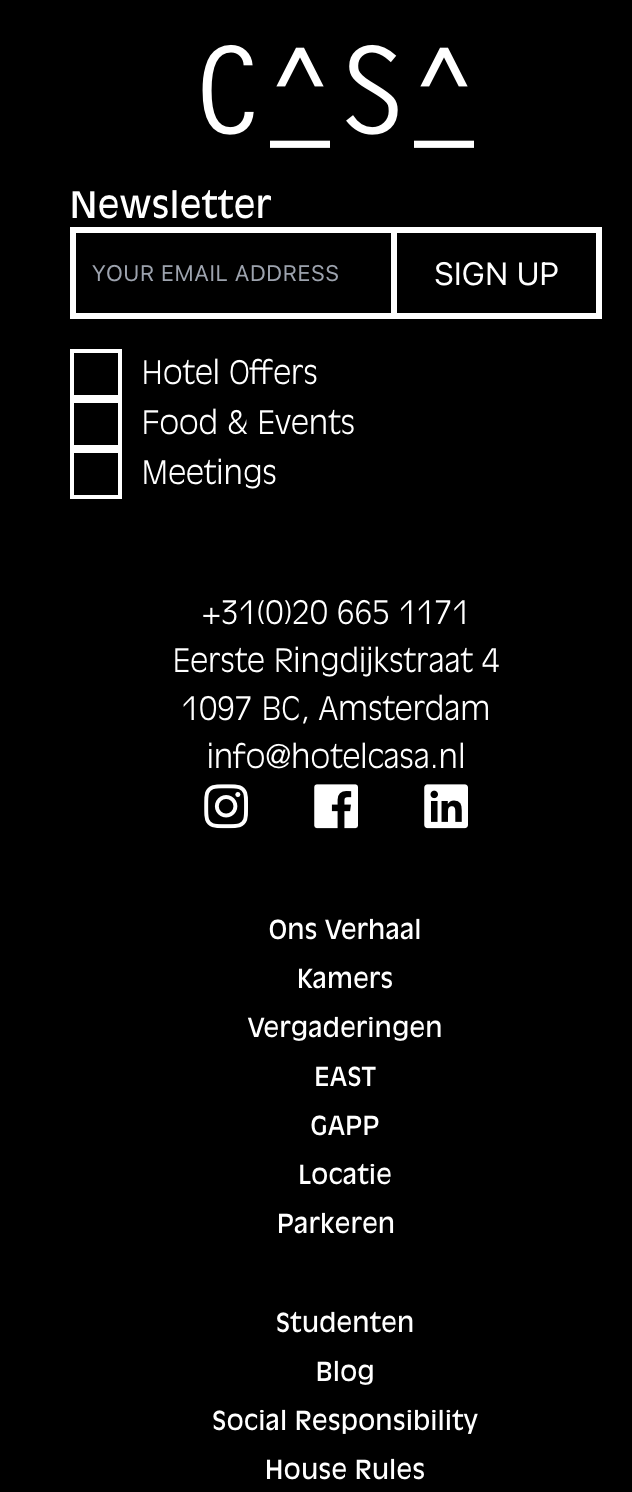 C^S^
Newsletter
YOUR EMAIL ADDRESS SIGN UP
Hotel Offers
Food & Events
Meetings
+31(0)20 665 1171
Eerste Ringdijkstraat 4
1097 BC, Amsterdam
info@hotelcasa.nl
Ons Verhaal
Kamers
Vergaderingen
EAST
GAPP
Locatie
Parkeren
Studenten
Blog
Social Responsibility
House Rules